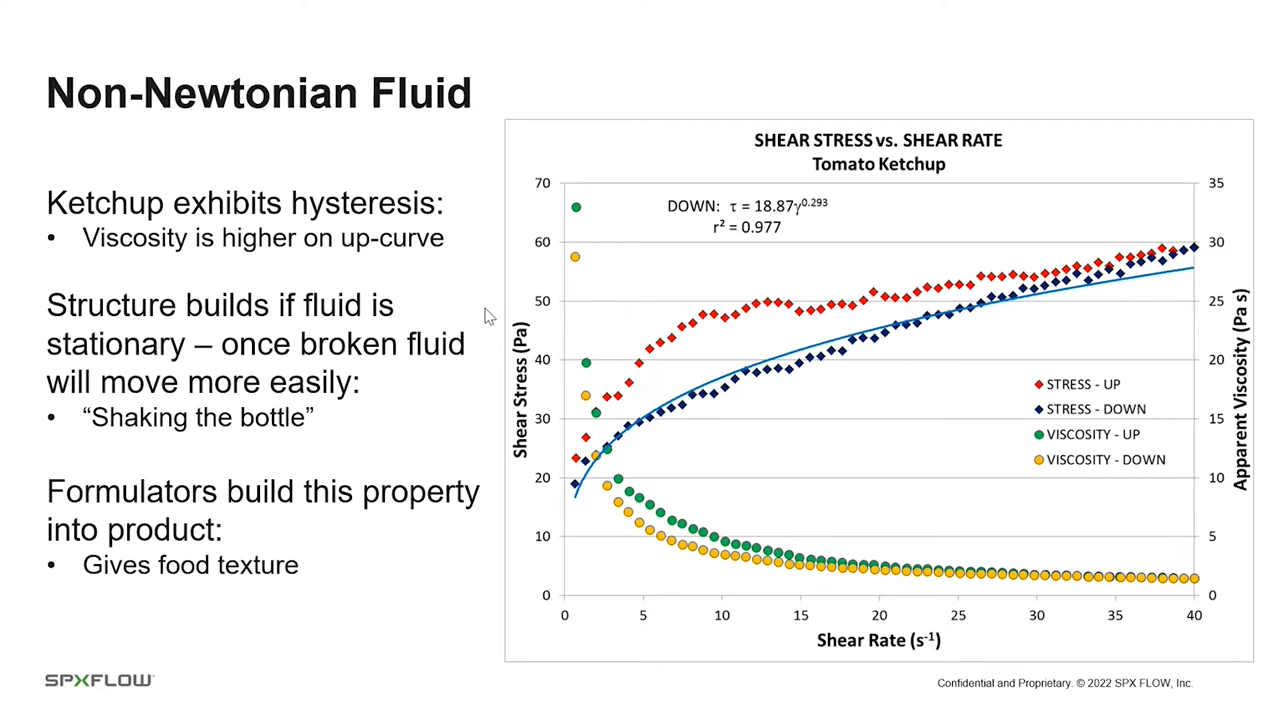 Non-Newtonian Fluid
Ketchup exhibits hysteresis:
• Viscosity is higher on up-curve
Structure builds if fluid is
stationary – once broken fluid
will move more easily:
• “Shaking the bottle”
Formulators build this property
into product:
• Gives food texture
SHEAR STRESS vs. SHEAR RATE
Tomato Ketchup
DOWN: τ = 18.87γ^0.293
r² = 0.977
Shear Stress (Pa)
70
60
50
40
30
20
10
0
35
30
25
20
15
10
5
0
Apparent Viscosity (Pa s)
STRESS - UP
STRESS - DOWN
VISCOSITY - UP
VISCOSITY - DOWN
0 5 10 15 20 25 30 35 40
Shear Rate (s⁻¹)
SPXFLOW
Confidential and Proprietary. © 2022 SPX FLOW, Inc.